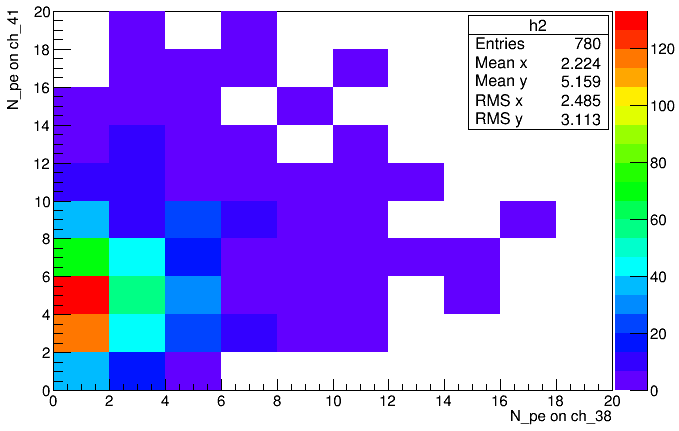 N_pe on ch_41
20
18
16
14
12
10
8
6
4
2
0
h2
Entries 780
Mean x 2.224
Mean y 5.159
RMS x 2.485
RMS y 3.113
120
100
80
60
40
20
0
0 2 4 6 8 10 12 14 16 18 20
N_pe on ch_38